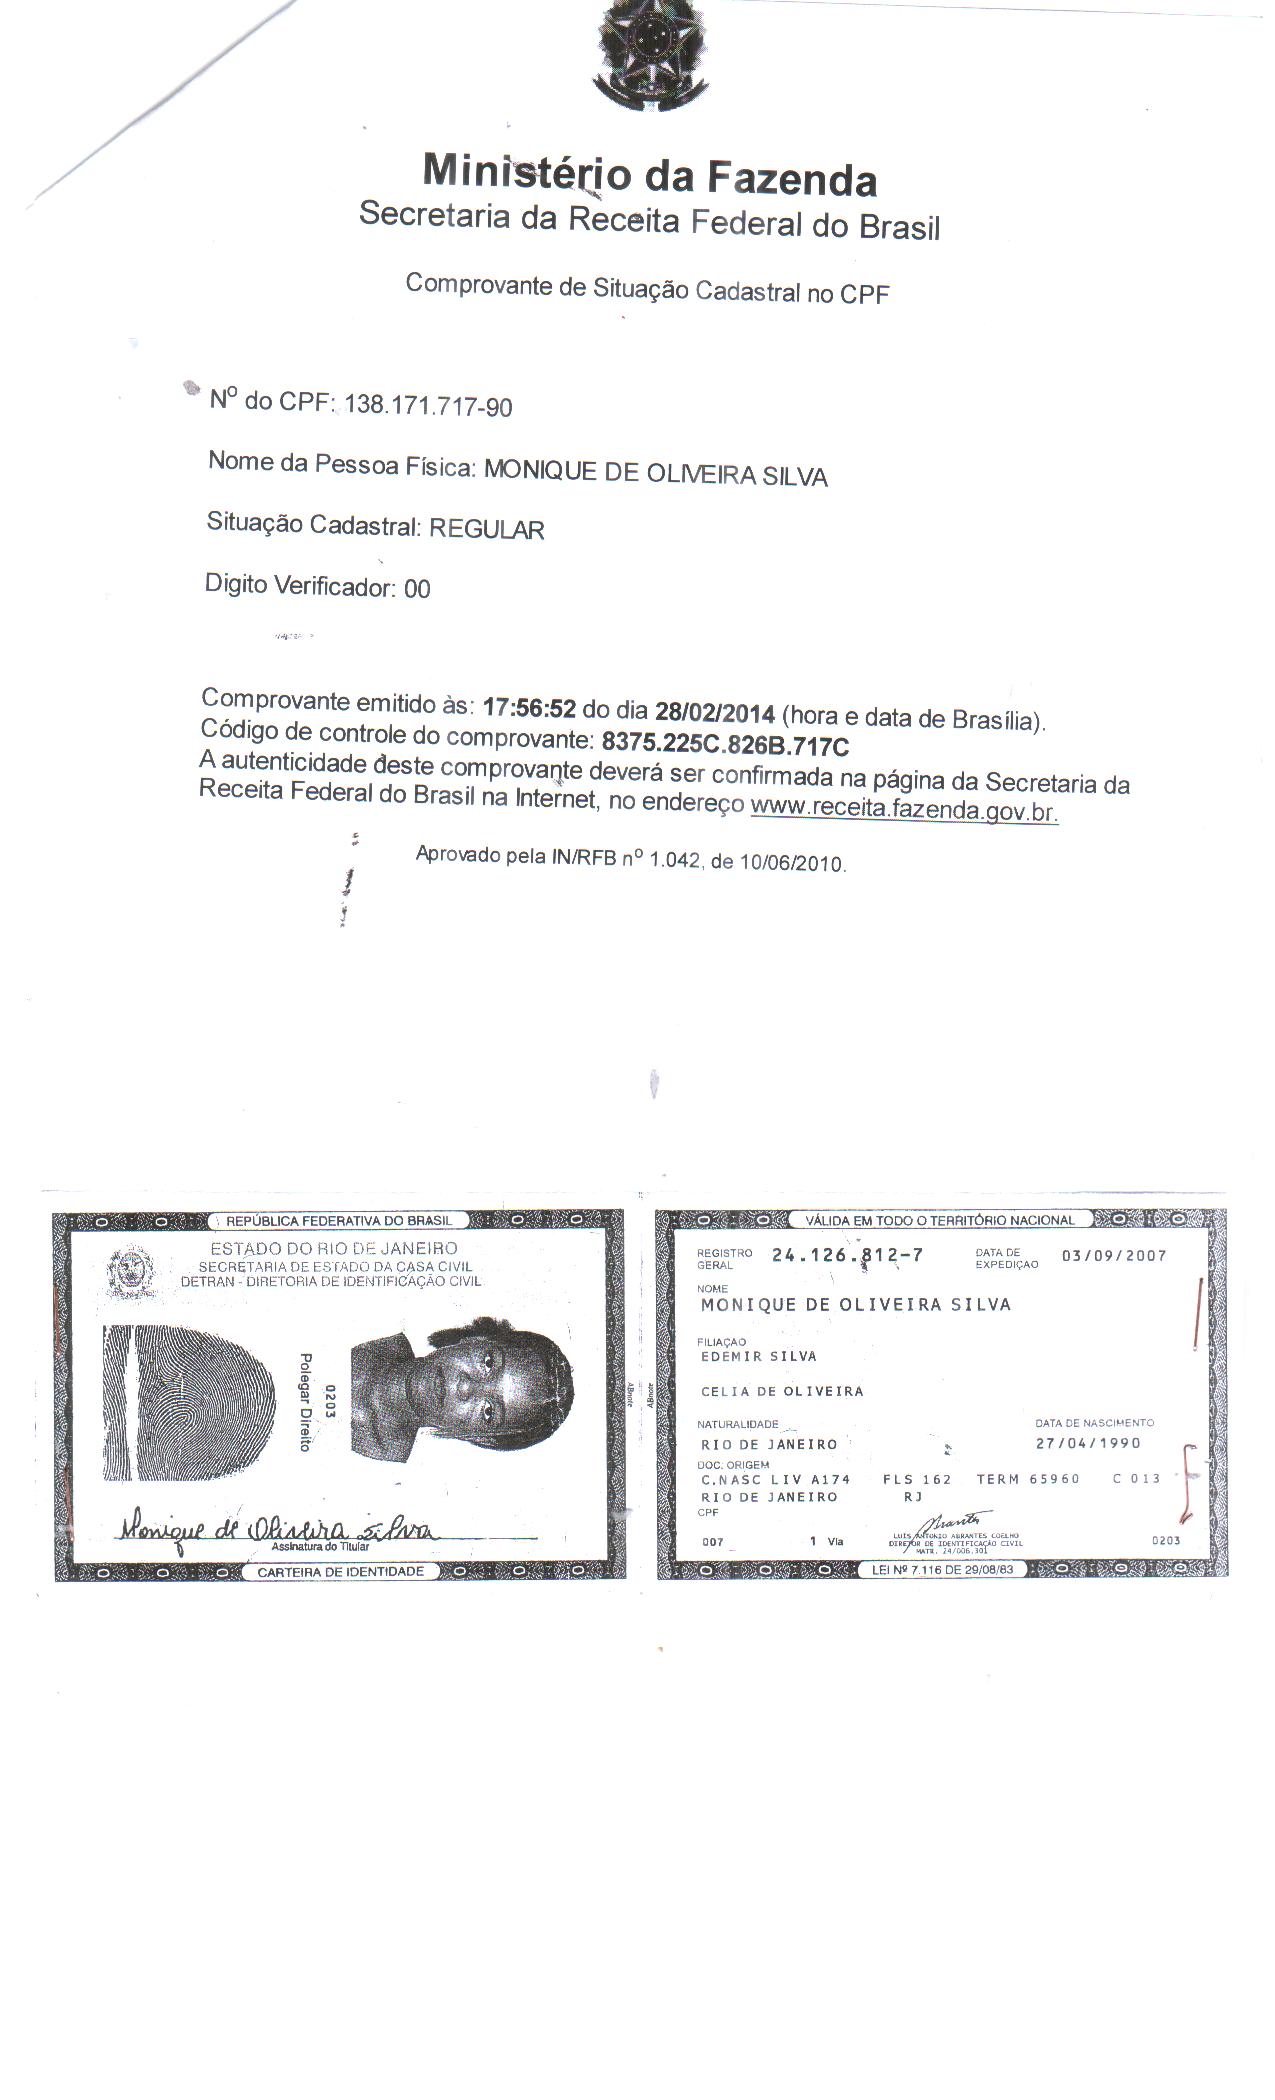 Ministério da Fazenda
Secretaria da Receita Federal do Brasil
Comprovante de Situação Cadastral no CPF
Nº do CPF: 138.171.717-90
Nome da Pessoa Física: MONIQUE DE OLIVEIRA SILVA
Situação Cadastral: REGULAR
Digito Verificador: 00
Comprovante emitido às: 17:56:52 do dia 28/02/2014 (hora e data de Brasília).
Código de controle do comprovante: 8375.225C.826B.717C
A autenticidade deste comprovante deverá ser confirmada na página da Secretaria da
Receita Federal do Brasil na Internet, no endereço www.receita.fazenda.gov.br.
Aprovado pela IN/RFB nº 1.042, de 10/06/2010.
REPÚBLICA FEDERATIVA DO BRASIL
ESTADO DO RIO DE JANEIRO
SECRETARIA DE ESTADO DA CASA CIVIL
DETRAN - DIRETORIA DE IDENTIFICAÇÃO CIVIL
0203
Polegar Direito
ABnote
Monique de Oliveira Silva
Assinatura do Titular
CARTEIRA DE IDENTIDADE
ABnote
VÁLIDA EM TODO O TERRITÓRIO NACIONAL
REGISTRO GERAL 24.126.812-7 DATA DE EXPEDIÇÃO 03/09/2007
NOME
MONIQUE DE OLIVEIRA SILVA
FILIAÇÃO
EDEMIR SILVA
CELIA DE OLIVEIRA
NATURALIDADE DATA DE NASCIMENTO
RIO DE JANEIRO 27/04/1990
DOC. ORIGEM
C.NASC LIV A174 FLS 162 TERM 65960 C 013
RIO DE JANEIRO RJ
CPF
007 1 Via LUIS ANTONIO ABRANTES COELHO 0203
DIRETOR DE IDENTIFICAÇÃO CIVIL
MATR. 24/006.301
LEI Nº 7.116 DE 29/08/83